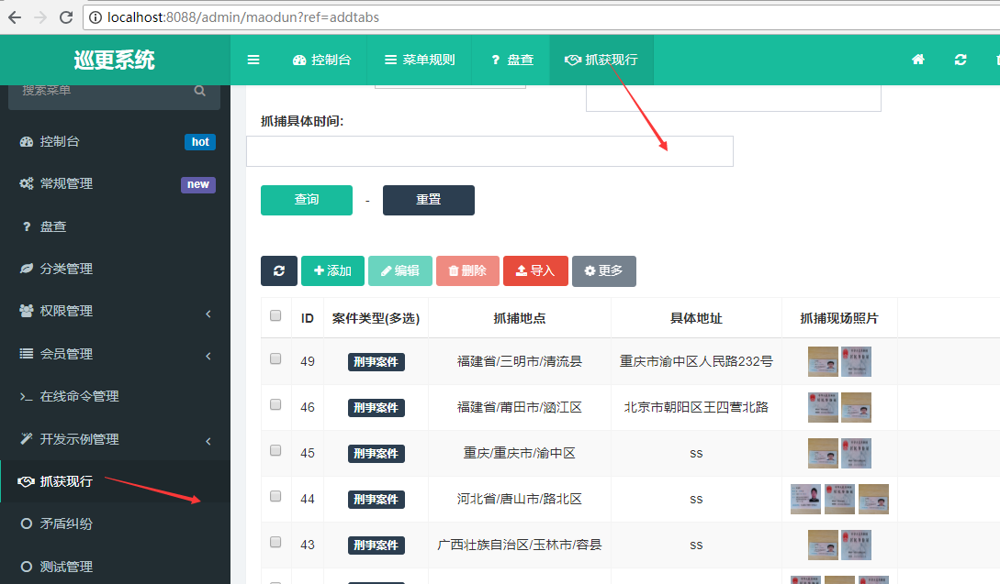 localhost:8088/admin/maodun?ref=addtabs
巡更系统
控制台
菜单规则
? 盘查
抓获现行
搜索菜单
控制台 hot
常规管理 new
? 盘查
分类管理
权限管理
会员管理
在线命令管理
开发示例管理
抓获现行
矛盾纠纷
测试管理
抓捕具体时间:
查询 - 重置
添加 编辑 删除 导入 更多
ID 案件类型(多选) 抓捕地点 具体地址 抓捕现场照片
49 刑事案件 福建省/三明市/清流县 重庆市渝中区人民路232号
46 刑事案件 福建省/莆田市/涵江区 北京市朝阳区王四营北路
45 刑事案件 重庆/重庆市/渝中区 ss
44 刑事案件 河北省/唐山市/路北区 ss
43 刑事案件 广西壮族自治区/玉林市/容县 ss